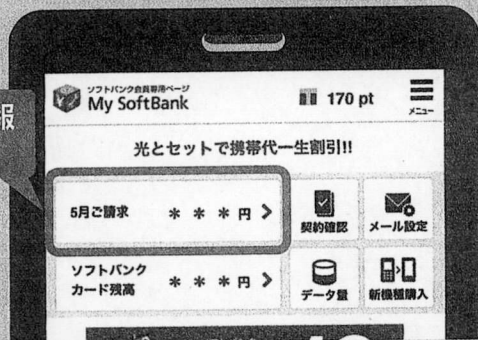 報
ソフトバンク会員専用ページ
My SoftBank
170 pt
メニュー
光とセットで携帯代一生割引!!
5月ご請求 ＊ ＊ ＊ 円
契約確認
メール設定
ソフトバンク
カード残高 ＊ ＊ ＊ 円
データ量
新機種購入